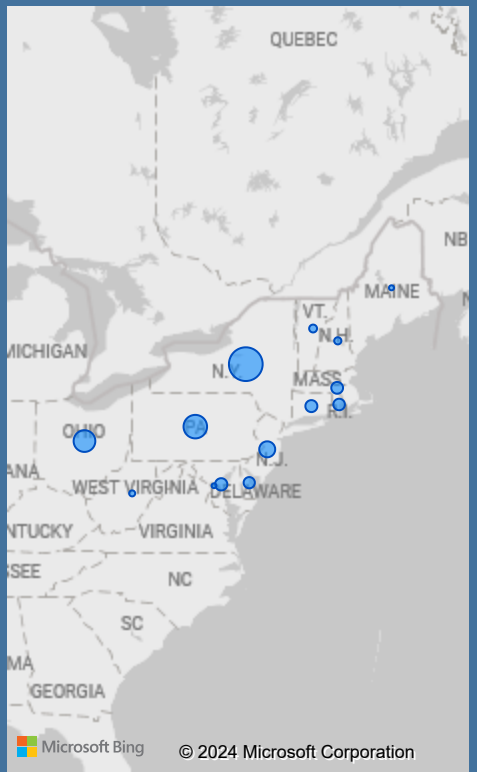 QUEBEC
NB
MAINE
VT.
N.H.
MICHIGAN
N.Y.
MASS.
R.I.
OHIO
PA
N.J.
ANA
WEST VIRGINIA
DELAWARE
NTUCKY
VIRGINIA
SSEE
NC
SC
MA
GEORGIA
Microsoft Bing
© 2024 Microsoft Corporation